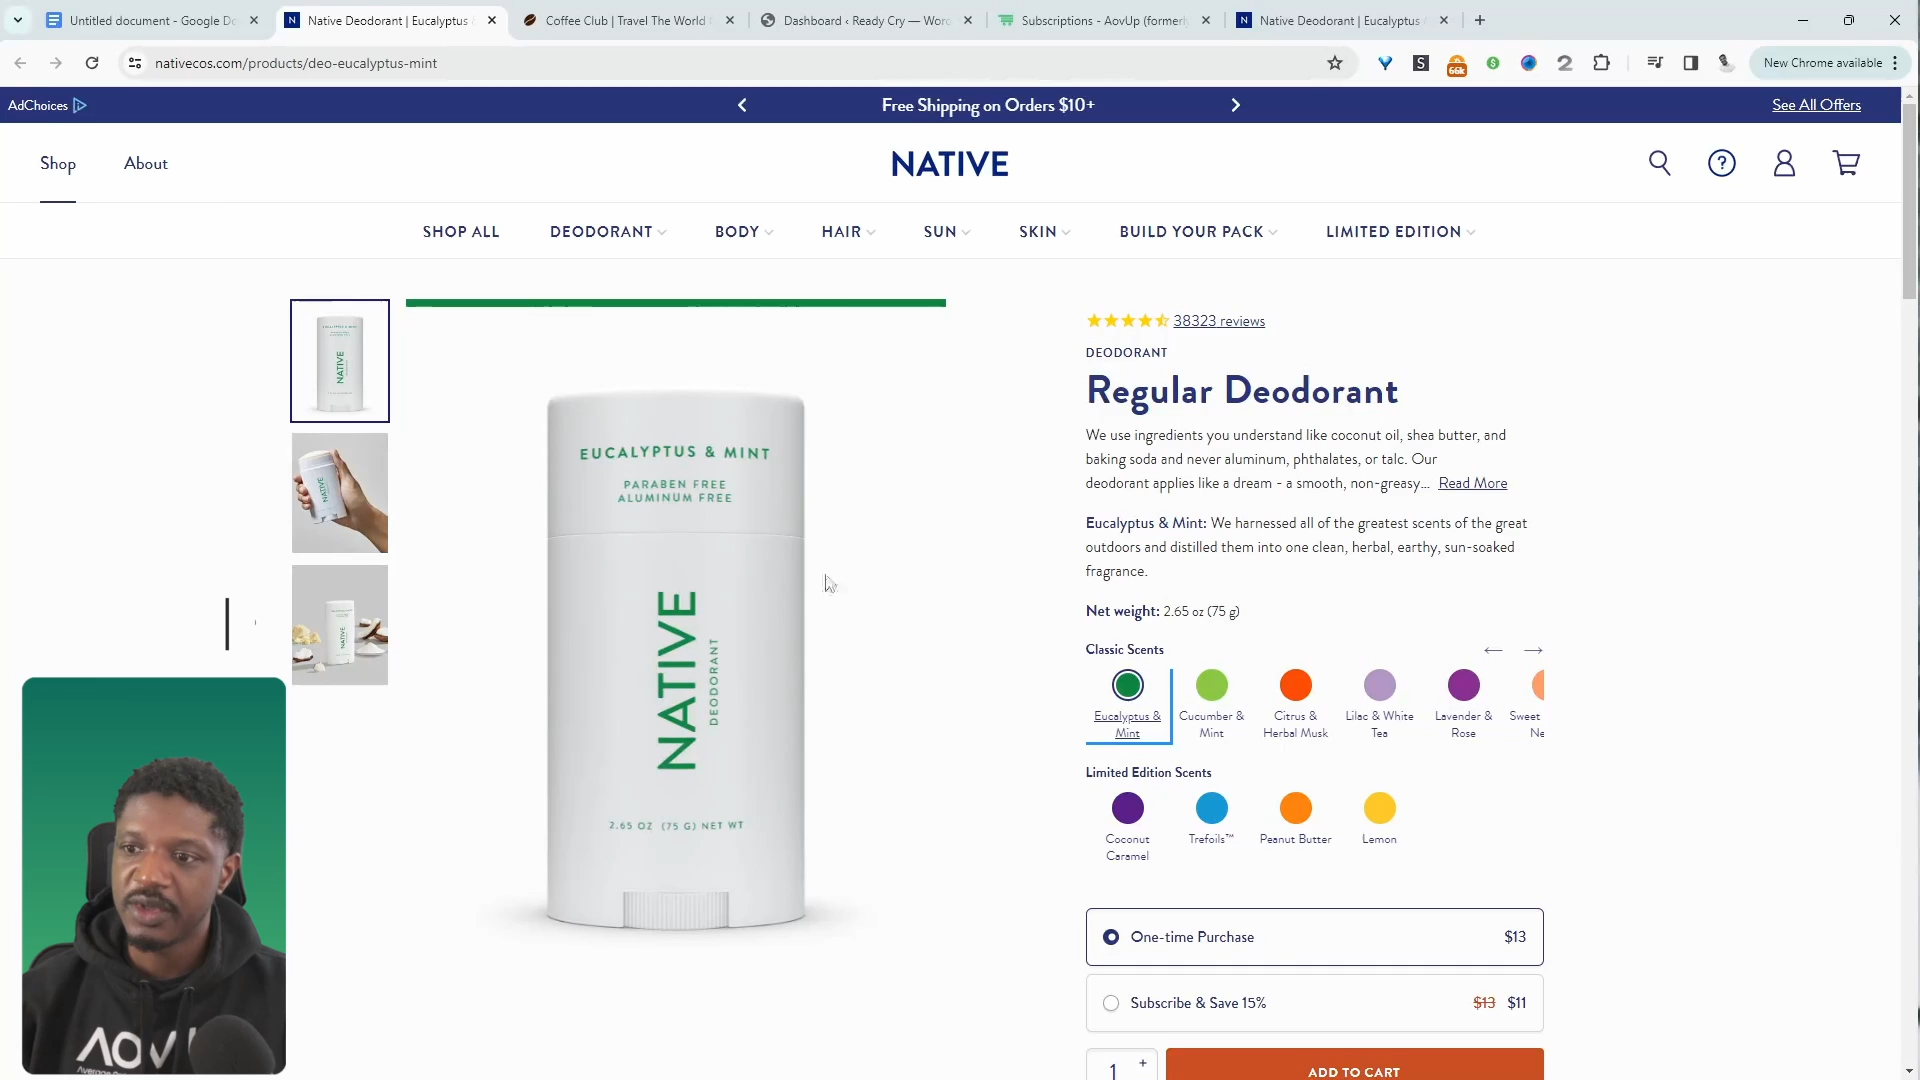 Untitled document - Google Do
Native Deodorant | Eucalyptus
Coffee Club | Travel The World
Dashboard ‹ Ready Cry — Word
Subscriptions - AovUp (formerly
Native Deodorant | Eucalyptus
nativecos.com/products/deo-eucalyptus-mint
S
66k
New Chrome available
AdChoices
Free Shipping on Orders $10+
See All Offers
Shop
About
NATIVE
SHOP ALL
DEODORANT
BODY
HAIR
SUN
SKIN
BUILD YOUR PACK
LIMITED EDITION
EUCALYPTUS & MINT
PARABEN FREE
ALUMINUM FREE
NATIVE
DEODORANT
2.65 OZ (75 G) NET WT
38323 reviews
DEODORANT
Regular Deodorant
We use ingredients you understand like coconut oil, shea butter, and
baking soda and never aluminum, phthalates, or talc. Our
deodorant applies like a dream - a smooth, non-greasy... Read More
Eucalyptus & Mint: We harnessed all of the greatest scents of the great
outdoors and distilled them into one clean, herbal, earthy, sun-soaked
fragrance.
Net weight: 2.65 oz (75 g)
Classic Scents
Eucalyptus & Mint
Cucumber & Mint
Citrus & Herbal Musk
Lilac & White Tea
Lavender & Rose
Sweet
Ne
Limited Edition Scents
Coconut Caramel
Trefoils™
Peanut Butter
Lemon
One-time Purchase $13
Subscribe & Save 15% $13 $11
1 +
ADD TO CART